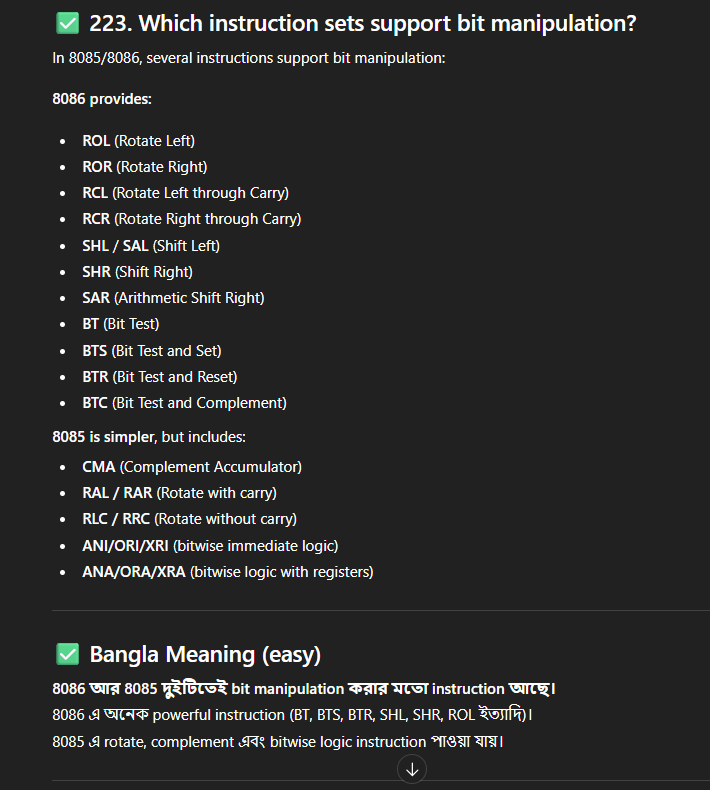 ✅ 223. Which instruction sets support bit manipulation?
In 8085/8086, several instructions support bit manipulation:
8086 provides:
• ROL (Rotate Left)
• ROR (Rotate Right)
• RCL (Rotate Left through Carry)
• RCR (Rotate Right through Carry)
• SHL / SAL (Shift Left)
• SHR (Shift Right)
• SAR (Arithmetic Shift Right)
• BT (Bit Test)
• BTS (Bit Test and Set)
• BTR (Bit Test and Reset)
• BTC (Bit Test and Complement)
8085 is simpler, but includes:
• CMA (Complement Accumulator)
• RAL / RAR (Rotate with carry)
• RLC / RRC (Rotate without carry)
• ANI/ORI/XRI (bitwise immediate logic)
• ANA/ORA/XRA (bitwise logic with registers)
✅ Bangla Meaning (easy)
8086 আর 8085 দুইটিতেই bit manipulation করার মতো instruction আছে।
8086 এ অনেক powerful instruction (BT, BTS, BTR, SHL, SHR, ROL ইত্যাদি)।
8085 এ rotate, complement এবং bitwise logic instruction পাওয়া যায়।